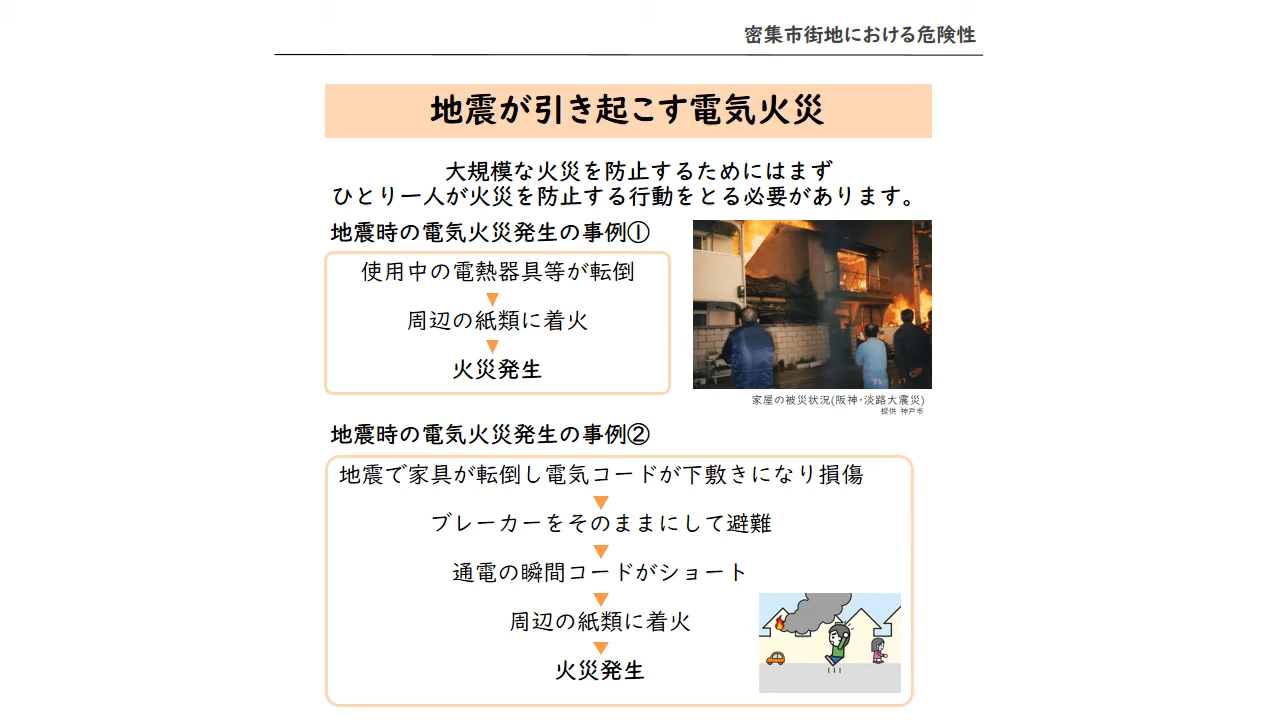 密集市街地における危険性
地震が引き起こす電気火災
大規模な火災を防止するためにはまず
ひとり一人が火災を防止する行動をとる必要があります。
地震時の電気火災発生の事例①
使用中の電熱器具等が転倒
▼
周辺の紙類に着火
▼
火災発生
家屋の被災状況(阪神・淡路大震災)
提供 神戸市
地震時の電気火災発生の事例②
地震で家具が転倒し電気コードが下敷きになり損傷
▼
ブレーカーをそのままにして避難
▼
通電の瞬間コードがショート
▼
周辺の紙類に着火
▼
火災発生